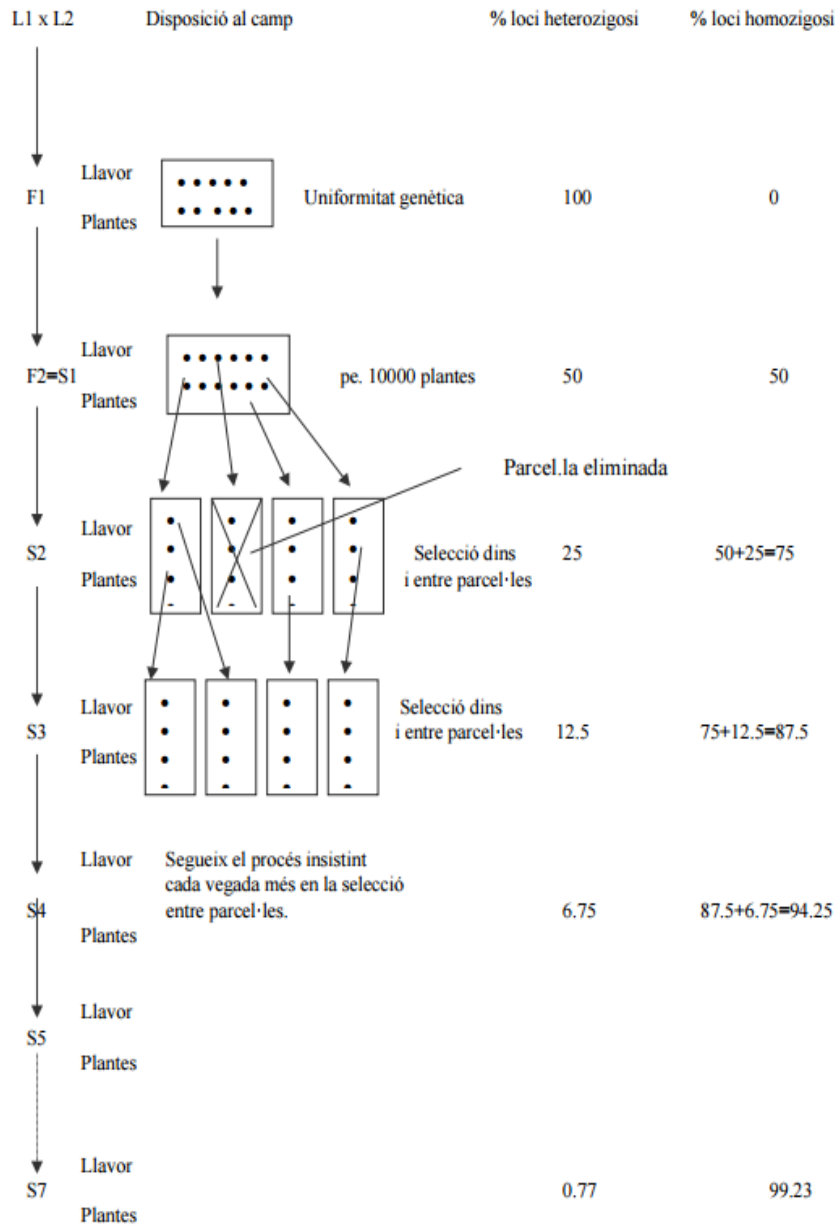 L1 x L2 Disposició al camp % loci heterozigosi % loci homozigosi
Llavor
F1 Uniformitat genètica 100 0
Plantes
Llavor
F2=S1 pe. 10000 plantes 50 50
Plantes
Parcel.la eliminada
Llavor
S2 Selecció dins 25 50+25=75
Plantes i entre parcel·les
Llavor Selecció dins
S3 i entre parcel·les 12.5 75+12.5=87.5
Plantes
Llavor Segueix el procés insistint
cada vegada més en la selecció
S4 entre parcel·les. 6.75 87.5+6.75=94.25
Plantes
Llavor
S5
Plantes
Llavor
S7 0.77 99.23
Plantes